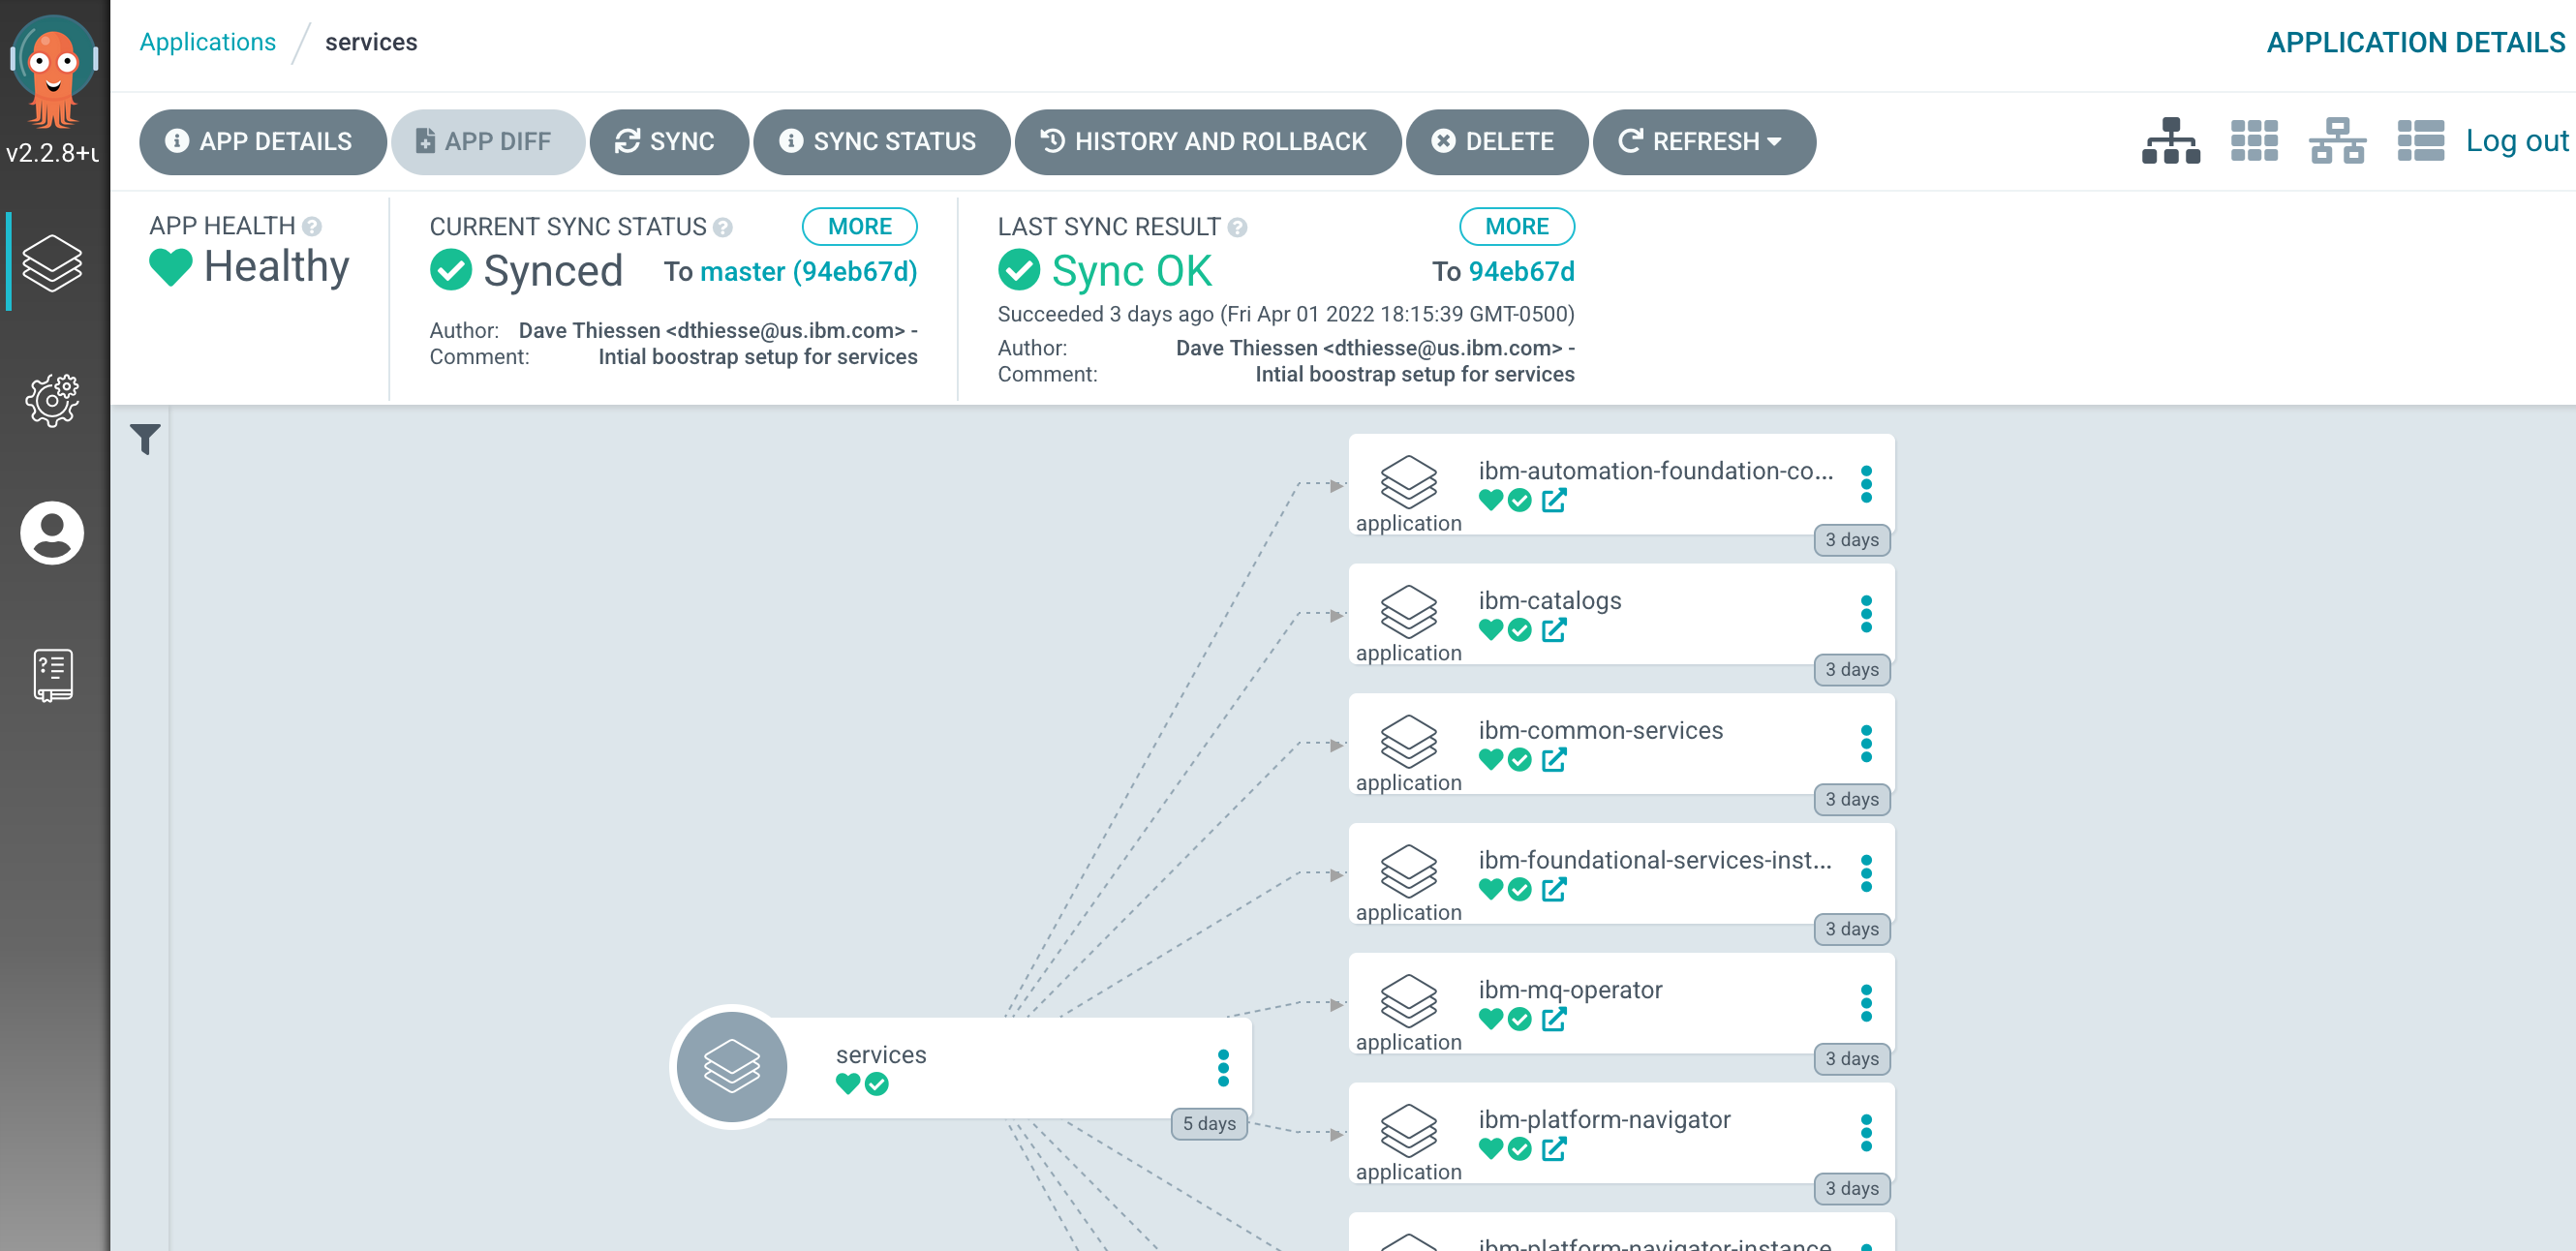 Applications / services
APPLICATION DETAILS
v2.2.8+u
APP DETAILS
APP DIFF
SYNC
SYNC STATUS
HISTORY AND ROLLBACK
DELETE
REFRESH
Log out
APP HEALTH
Healthy
CURRENT SYNC STATUS
MORE
Synced
To master (94eb67d)
Author: Dave Thiessen <dthiesse@us.ibm.com> -
Comment: Intial boostrap setup for services
LAST SYNC RESULT
MORE
Sync OK
To 94eb67d
Succeeded 3 days ago (Fri Apr 01 2022 18:15:39 GMT-0500)
Author: Dave Thiessen <dthiesse@us.ibm.com> -
Comment: Intial boostrap setup for services
ibm-automation-foundation-co...
application
3 days
ibm-catalogs
application
3 days
ibm-common-services
application
3 days
ibm-foundational-services-inst...
application
3 days
ibm-mq-operator
application
3 days
services
5 days
ibm-platform-navigator
application
3 days
ibm-platform-navigator-instance